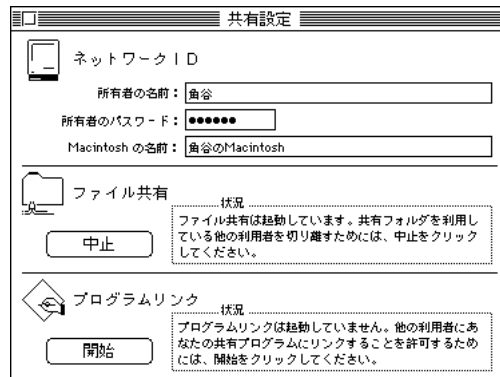 共有設定
ネットワークID
所有者の名前：角谷
所有者のパスワード：●●●●●●
Macintosh の名前：角谷のMacintosh
ファイル共有
状況
中止
ファイル共有は起動しています。共有フォルダを利用し
ている他の利用者を切り離すためには、中止をクリック
してください。
プログラムリンク
状況
開始
プログラムリンクは起動していません。他の利用者にあ
なたの共有プログラムにリンクすることを許可するため
には、開始をクリックしてください。